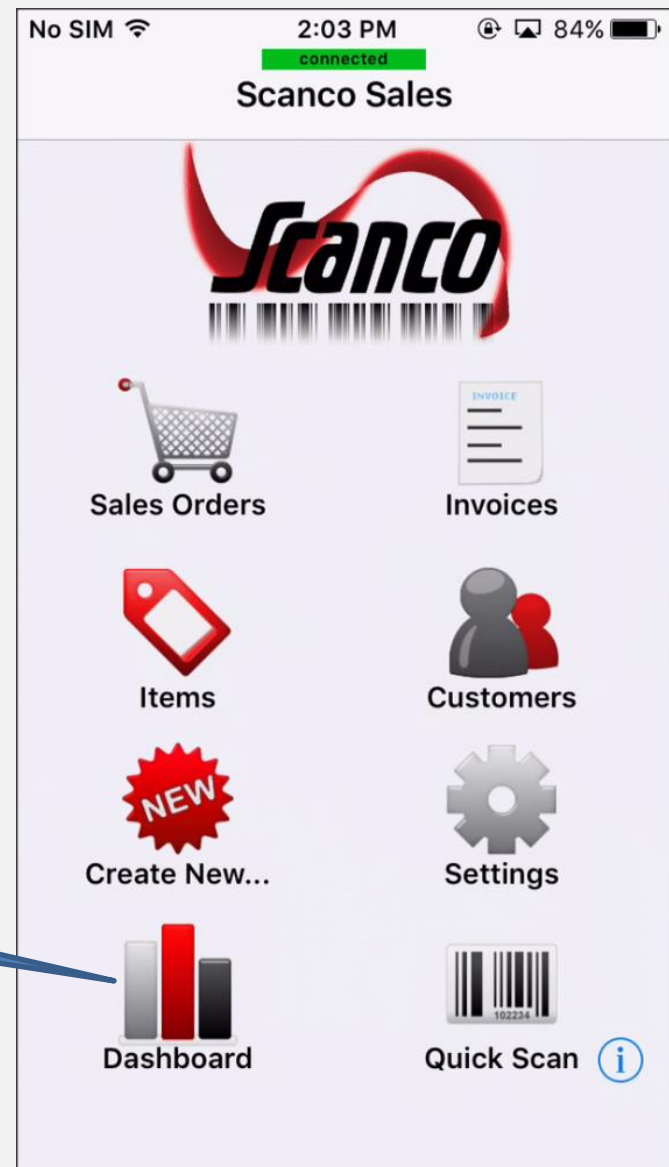 No SIM 2:03 PM 84%
connected
Scanco Sales
Scanco
INVOICE
Sales Orders Invoices
Items Customers
NEW
Create New... Settings
102234
Dashboard Quick Scan i